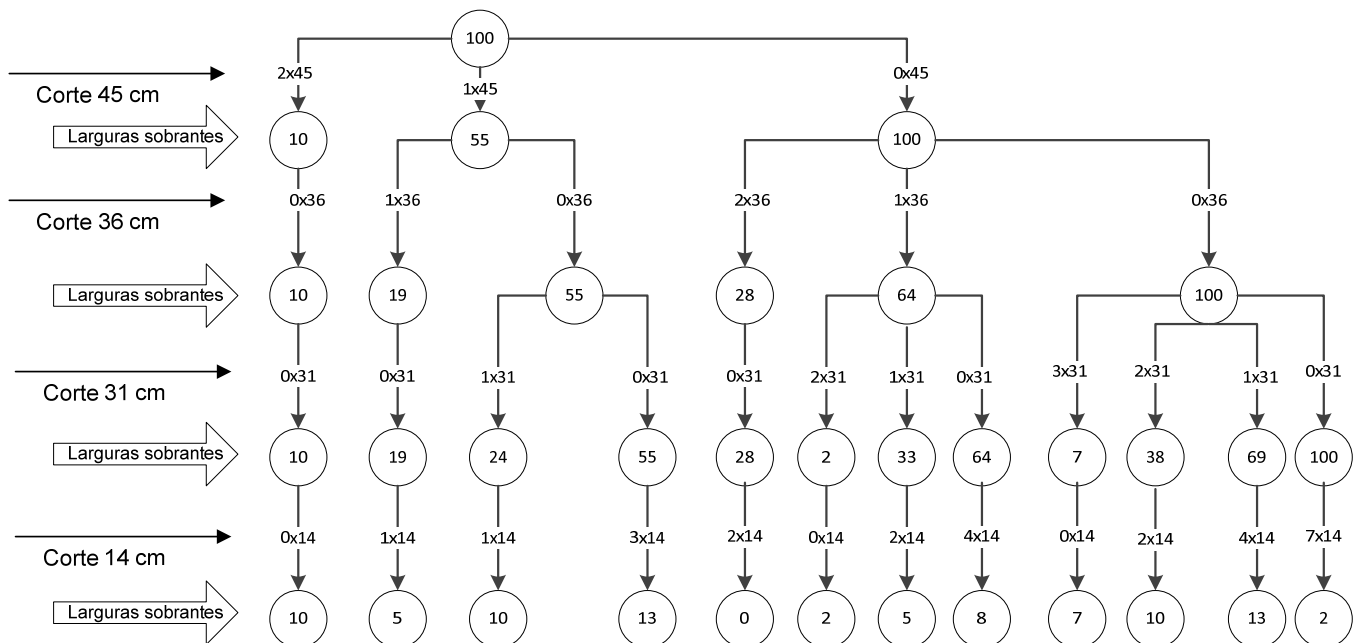 100
2x45
1x45
0x45
Corte 45 cm
Larguras sobrantes
10
55
100
0x36
1x36
0x36
2x36
1x36
0x36
Corte 36 cm
Larguras sobrantes
10
19
55
28
64
100
0x31
0x31
1x31
0x31
0x31
2x31
1x31
0x31
3x31
2x31
1x31
0x31
Corte 31 cm
Larguras sobrantes
10
19
24
55
28
2
33
64
7
38
69
100
0x14
1x14
1x14
3x14
2x14
0x14
2x14
4x14
0x14
2x14
4x14
7x14
Corte 14 cm
Larguras sobrantes
10
5
10
13
0
2
5
8
7
10
13
2